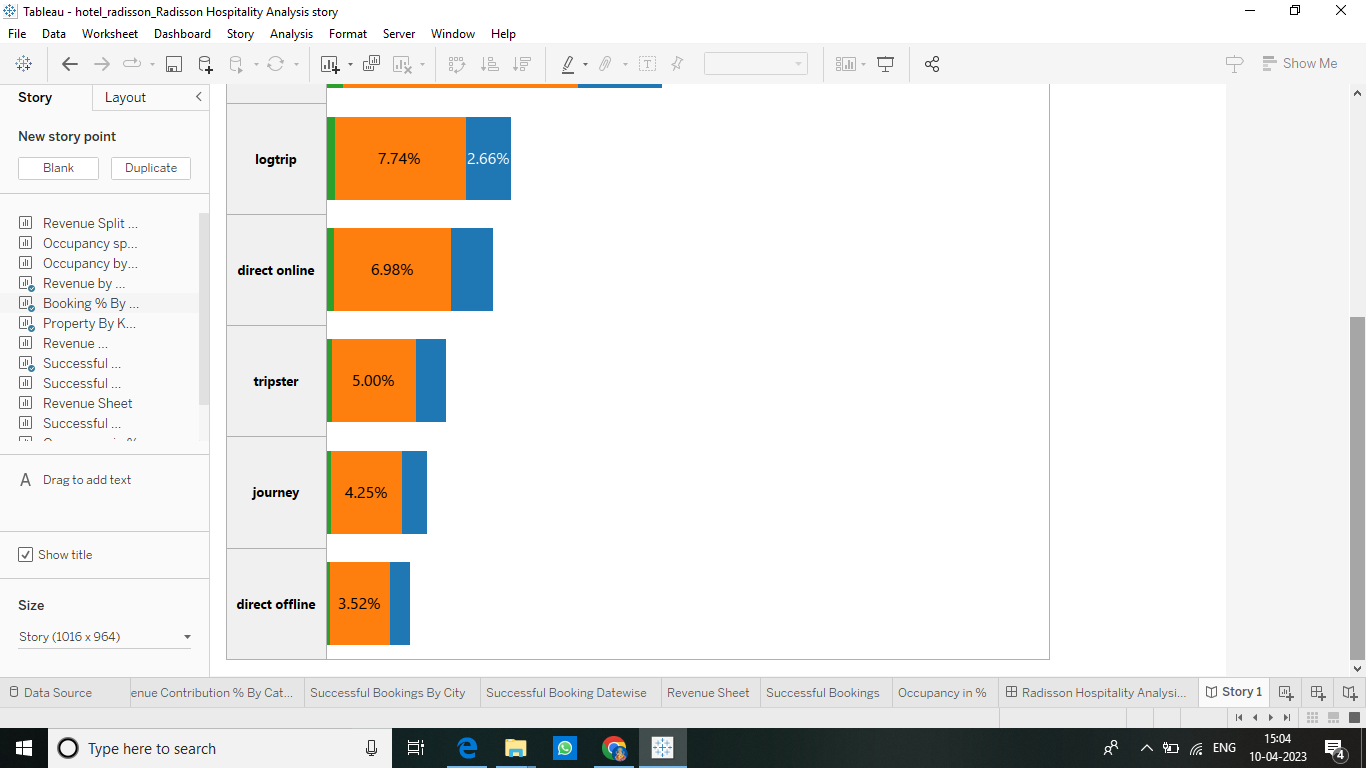 Tableau - hotel_radisson_Radisson Hospitality Analysis story
File Data Worksheet Dashboard Story Analysis Format Server Window Help
Show Me
Story Layout
New story point
Blank Duplicate
Revenue Split ...
Occupancy sp...
Occupancy by...
Revenue by ...
Booking % By ...
Property By K...
Revenue ...
Successful ...
Successful ...
Revenue Sheet
Successful ...
A Drag to add text
Show title
Size
Story (1016 x 964)
logtrip 7.74% 2.66%
direct online 6.98%
tripster 5.00%
journey 4.25%
direct offline 3.52%
Data Source enue Contribution % By Cat... Successful Bookings By City Successful Booking Datewise Revenue Sheet Successful Bookings Occupancy in % Radisson Hospitality Analysi... Story 1
Type here to search
ENG
15:04
10-04-2023
4